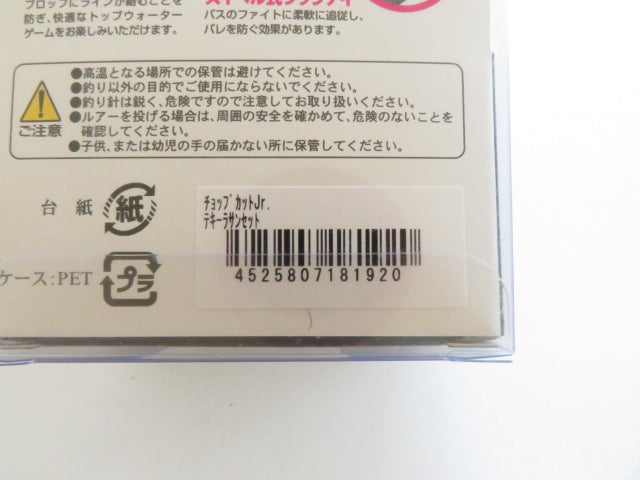 プロップにラインが絡むことを
防ぎ、快適なトップウォーター
ゲームをお楽しみいただけます。
バスのファイトに柔軟に追従し、
バレを防ぐ効果があります。
ご注意
●高温となる場所での保管は避けてください。
●釣り以外の目的でご使用にならないでください。
●釣り針は鋭く、危険ですので注意してお取り扱いください。
●ルアーを投げる場合は、周囲の安全を確かめて、危険のないことを
確認してください。
●子供、または幼児の手の届かない所に保管してください。
台紙
紙
ケース:PET
プラ
チョップカットJr.
テキーラサンセット
4525807181920